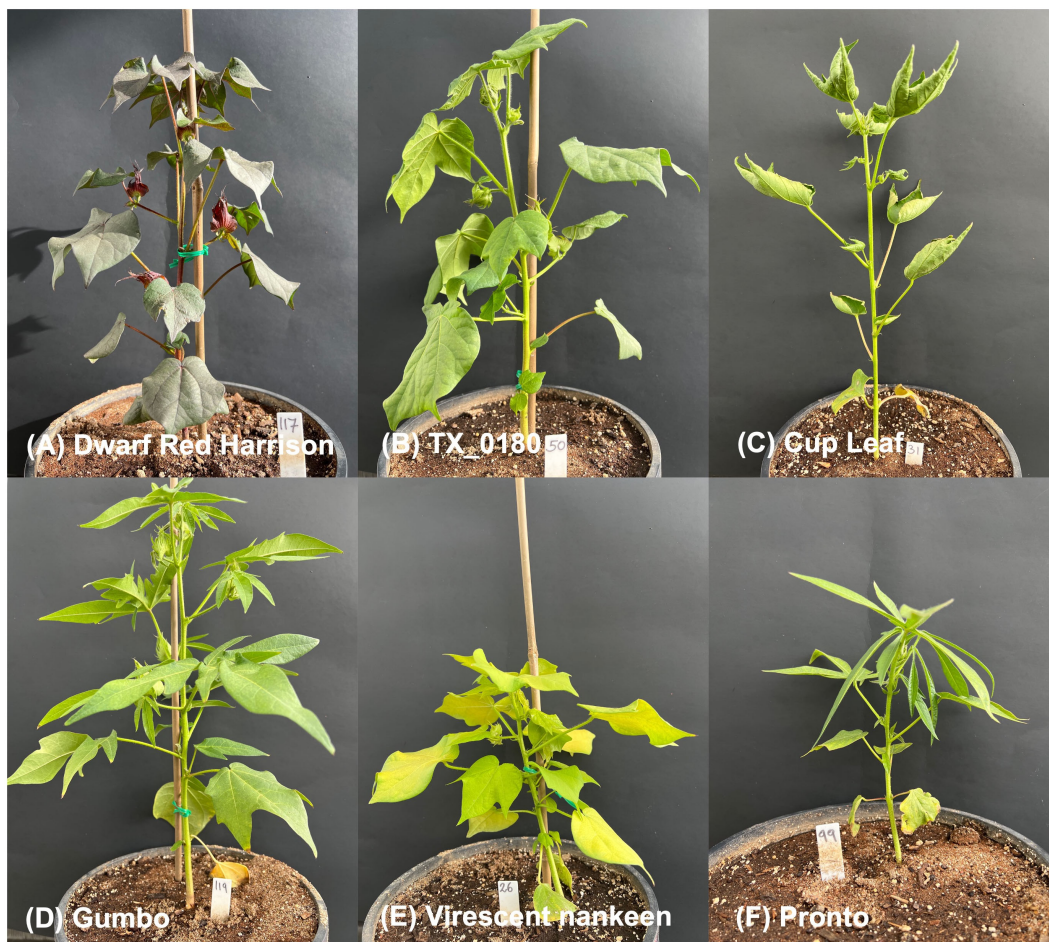 117
(A) Dwarf Red Harrison
50
(B) TX_0180
31
(C) Cup Leaf
119
(D) Gumbo
26
(E) Virescent nankeen
99
(F) Pronto